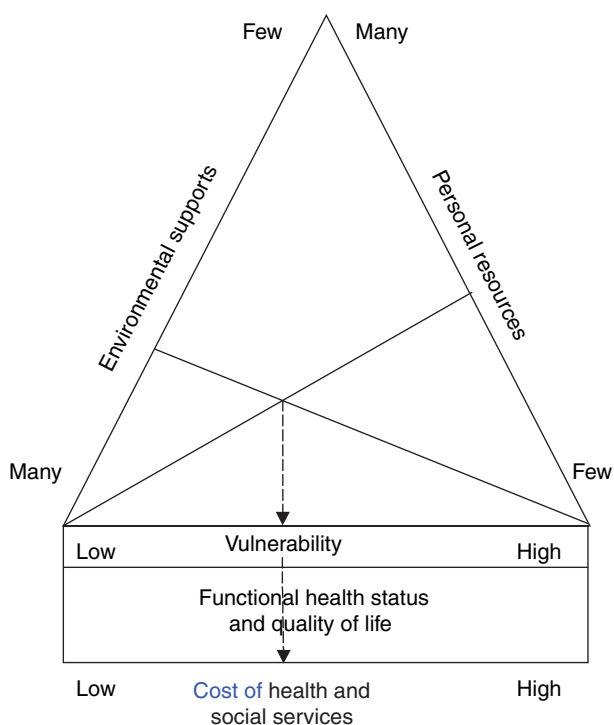 Few
Many
Environmental supports
Personal resources
Many
Few
Low
Vulnerability
High
Functional health status
and quality of life
Low
Cost of health and
social services
High